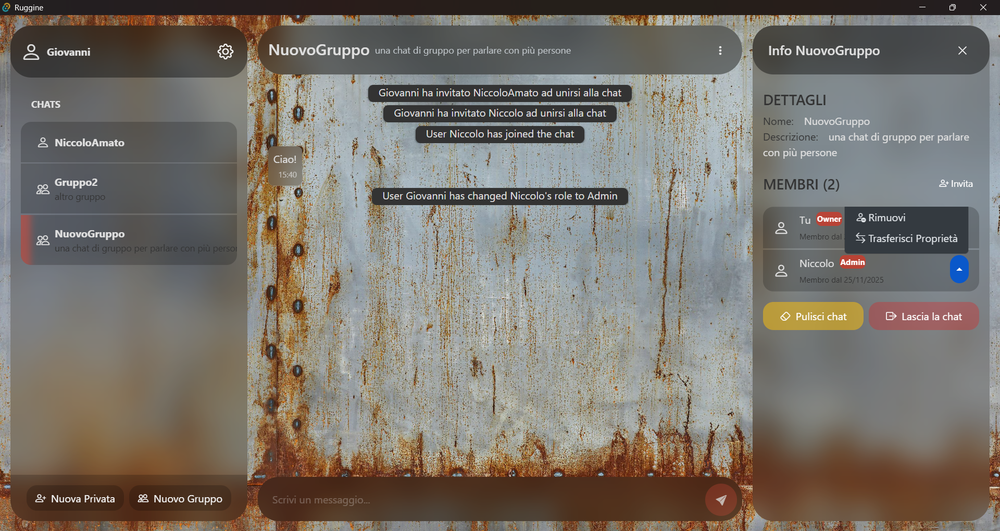 Ruggine
Giovanni
CHATS
NiccoloAmato
Gruppo2
altro gruppo
NuovoGruppo
una chat di gruppo per parlare con più
Nuova Privata
Nuovo Gruppo
NuovoGruppo una chat di gruppo per parlare con più persone
Giovanni ha invitato NiccoloAmato ad unirsi alla chat
Giovanni ha invitato Niccolo ad unirsi alla chat
User Niccolo has joined the chat
Ciao!
15:40
User Giovanni has changed Niccolo's role to Admin
Scrivi un messaggio...
Info NuovoGruppo
DETTAGLI
Nome: NuovoGruppo
Descrizione: una chat di gruppo per parlare
con più persone
MEMBRI (2)
Invita
Tu Owner
Membro dal
Rimuovi
Trasferisci Proprietà
Niccolo Admin
Membro dal 25/11/2025
Pulisci chat
Lascia la chat